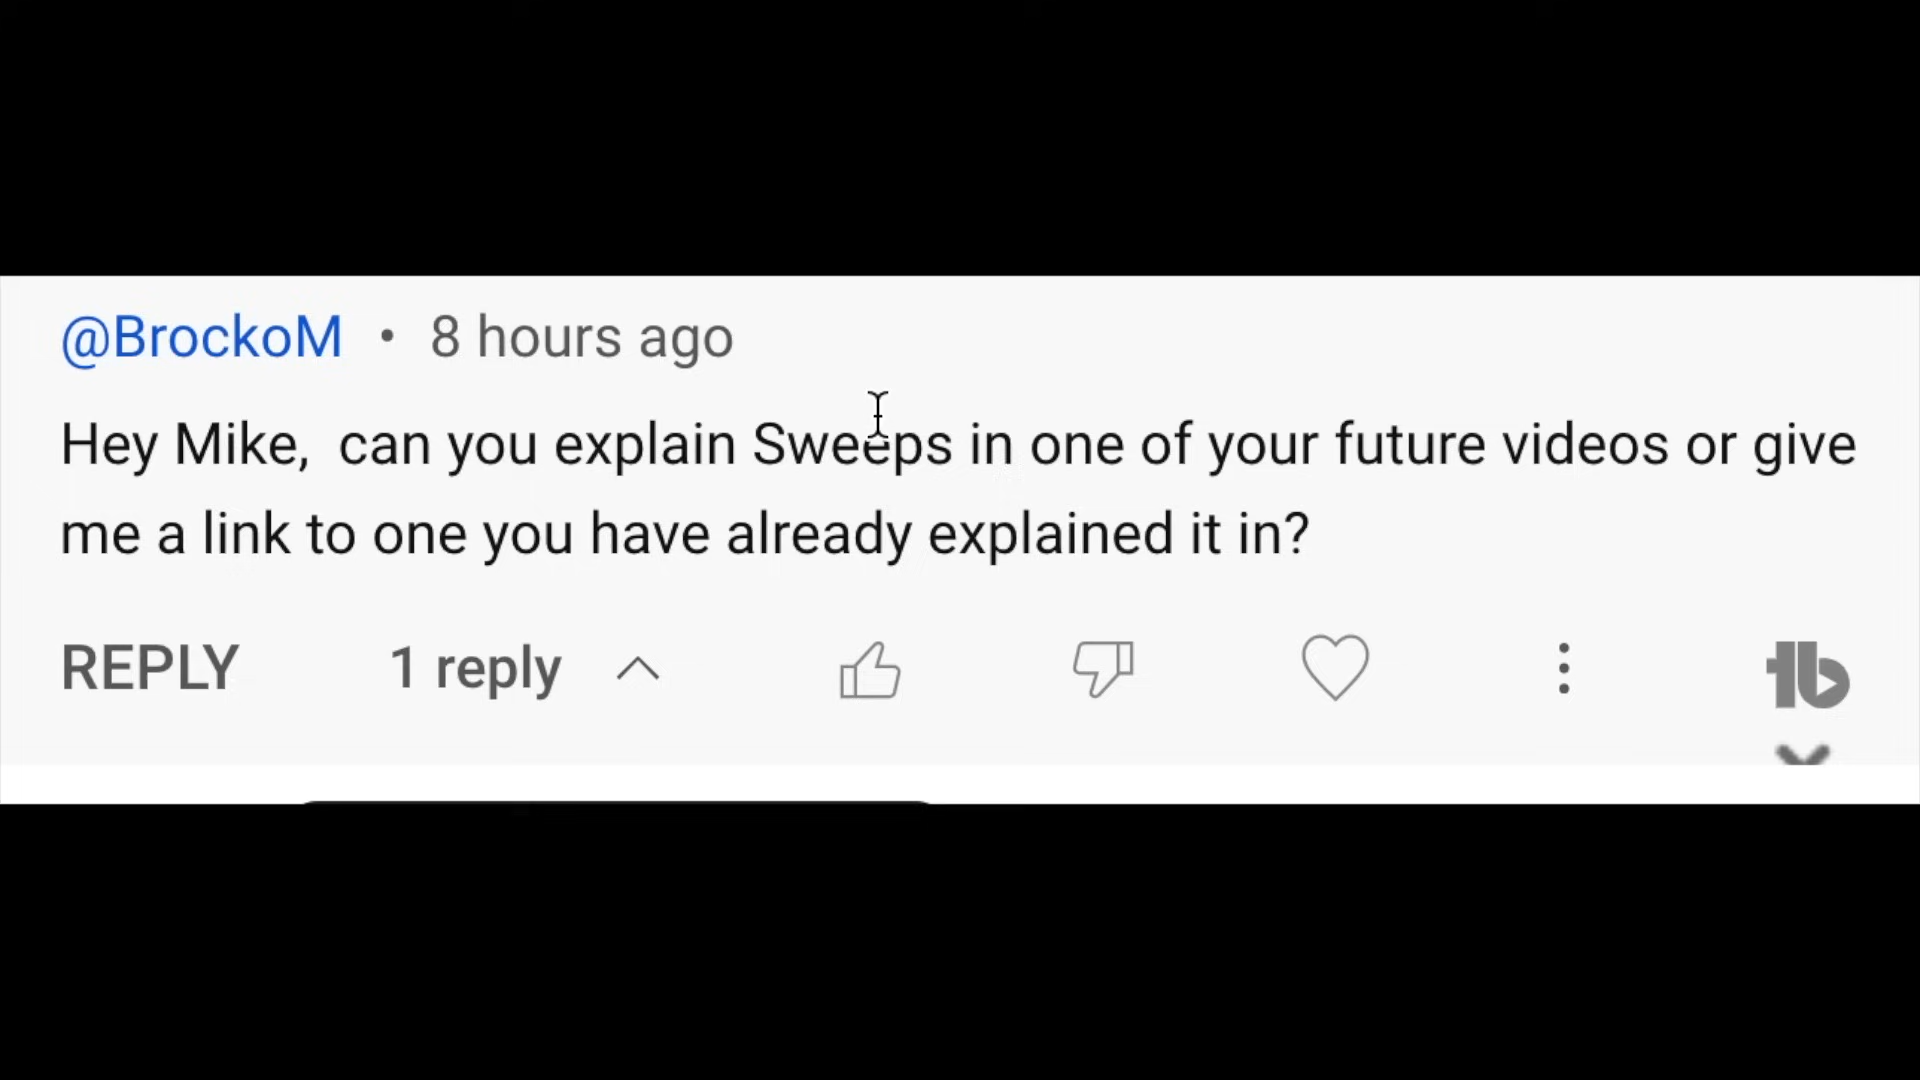 @BrockoM • 8 hours ago
Hey Mike,  can you explain Sweeps in one of your future videos or give
me a link to one you have already explained it in?
REPLY 1 reply
tb